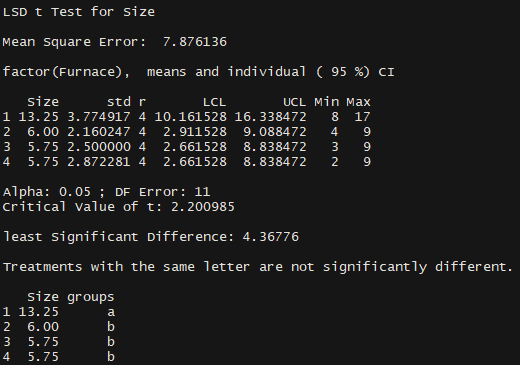 LSD t Test for Size
Mean Square Error:  7.876136
factor(Furnace),  means and individual ( 95 %) CI
   Size      std r       LCL       UCL Min Max
1 13.25 3.774917 4 10.161528 16.338472   8  17
2  6.00 2.160247 4  2.911528  9.088472   4   9
3  5.75 2.500000 4  2.661528  8.838472   3   9
4  5.75 2.872281 4  2.661528  8.838472   2   9
Alpha: 0.05 ; DF Error: 11
Critical Value of t: 2.200985
least Significant Difference: 4.36776
Treatments with the same letter are not significantly different.
   Size groups
1 13.25      a
2  6.00      b
3  5.75      b
4  5.75      b